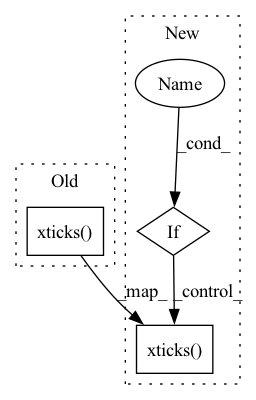 New
Name
_cond_
Old
xticks()
If
_map_
_control_
xticks()